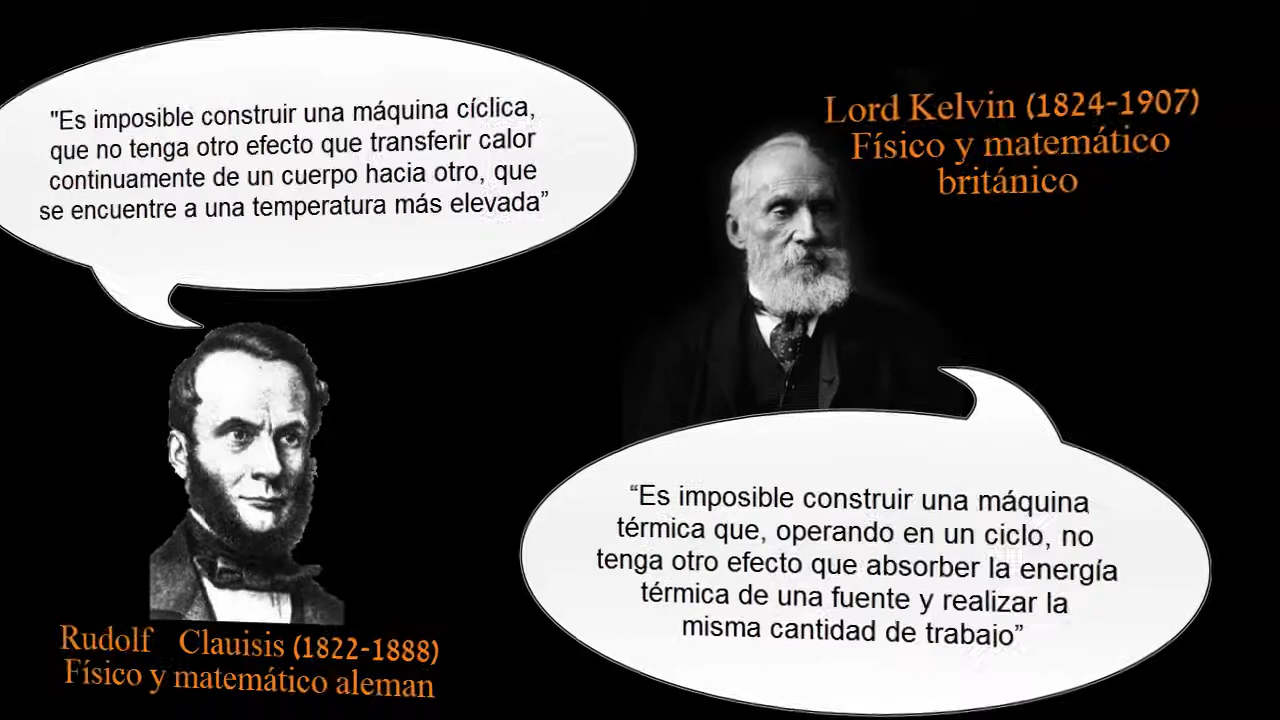 "Es imposible construir una máquina cíclica,
que no tenga otro efecto que transferir calor
continuamente de un cuerpo hacia otro, que
se encuentre a una temperatura más elevada”
Lord Kelvin (1824-1907)
Físico y matemático
británico
Rudolf Clauisis (1822-1888)
Físico y matemático aleman
“Es imposible construir una máquina
térmica que, operando en un ciclo, no
tenga otro efecto que absorber la energía
térmica de una fuente y realizar la
misma cantidad de trabajo”